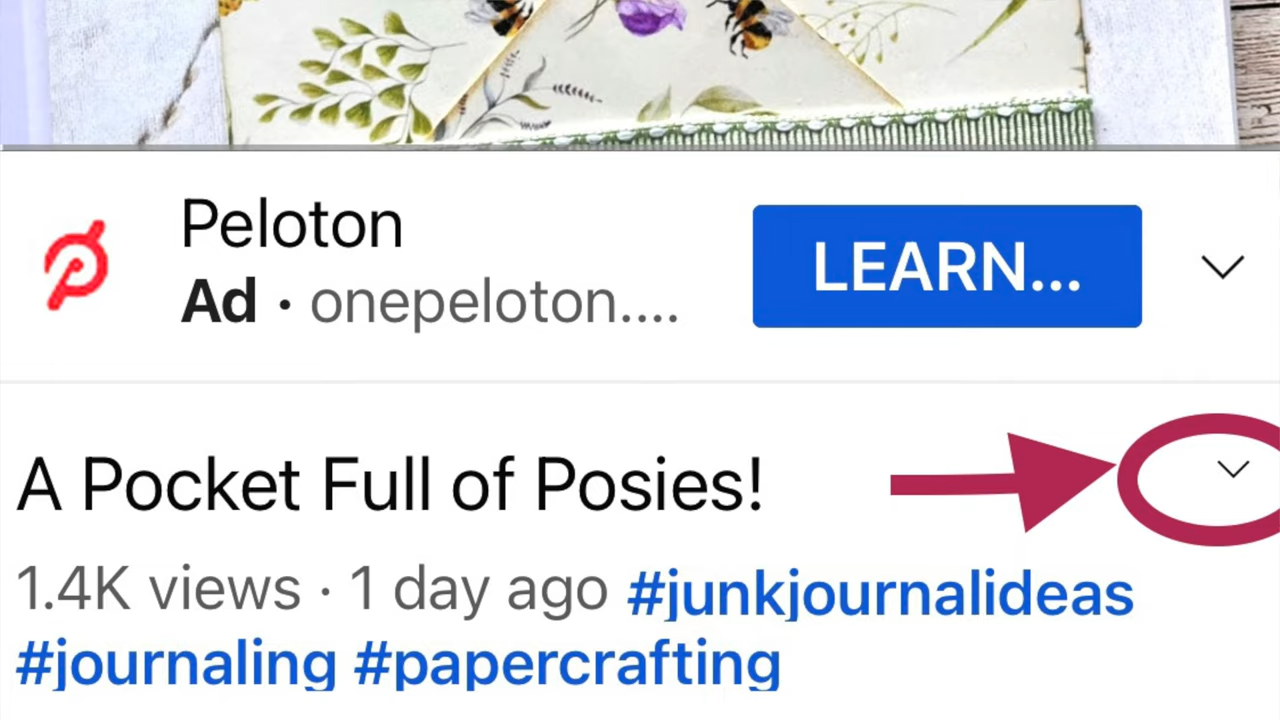 Peloton
Ad · onepeloton....
LEARN...
A Pocket Full of Posies!
1.4K views · 1 day ago #junkjournalideas
#journaling #papercrafting